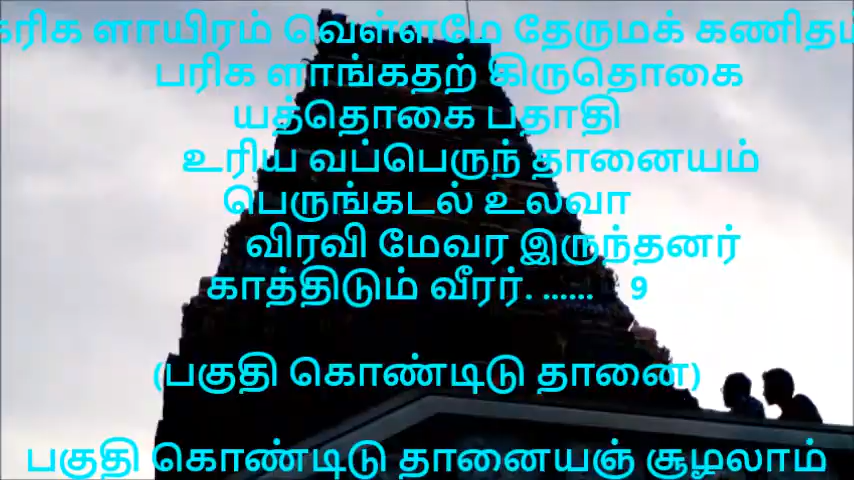 கரிக ளாயிரம் வெள்ளமே தேருமக் கணிதம்
பரிக ளாங்கதற் கிருதொகை
யத்தொகை பதாதி
உரிய வப்பெருந் தானையம்
பெருங்கடல் உலவா
விரவி மேவர இருந்தனர்
காத்திடும் வீரர். ...... 9
(பகுதி கொண்டிடு தானை)
பகுதி கொண்டிடு தானையஞ் சூழலாம்